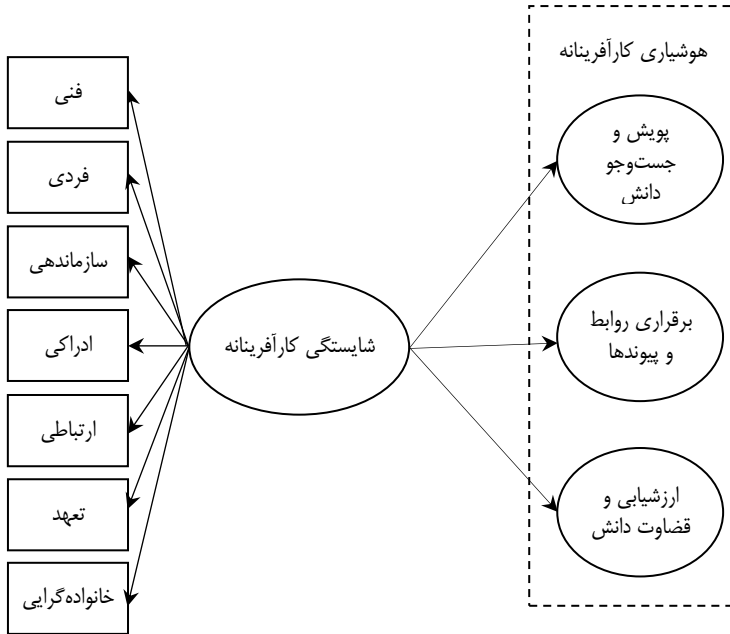 هوشیاری کارآفرینانه
پویش و
جست‌وجو
دانش
برقراری روابط
و پیوندها
ارزشیابی و
قضاوت دانش
شایستگی کارآفرینانه
فنی
فردی
سازماندهی
ادراکی
ارتباطی
تعهد
خانواده‌گرایی